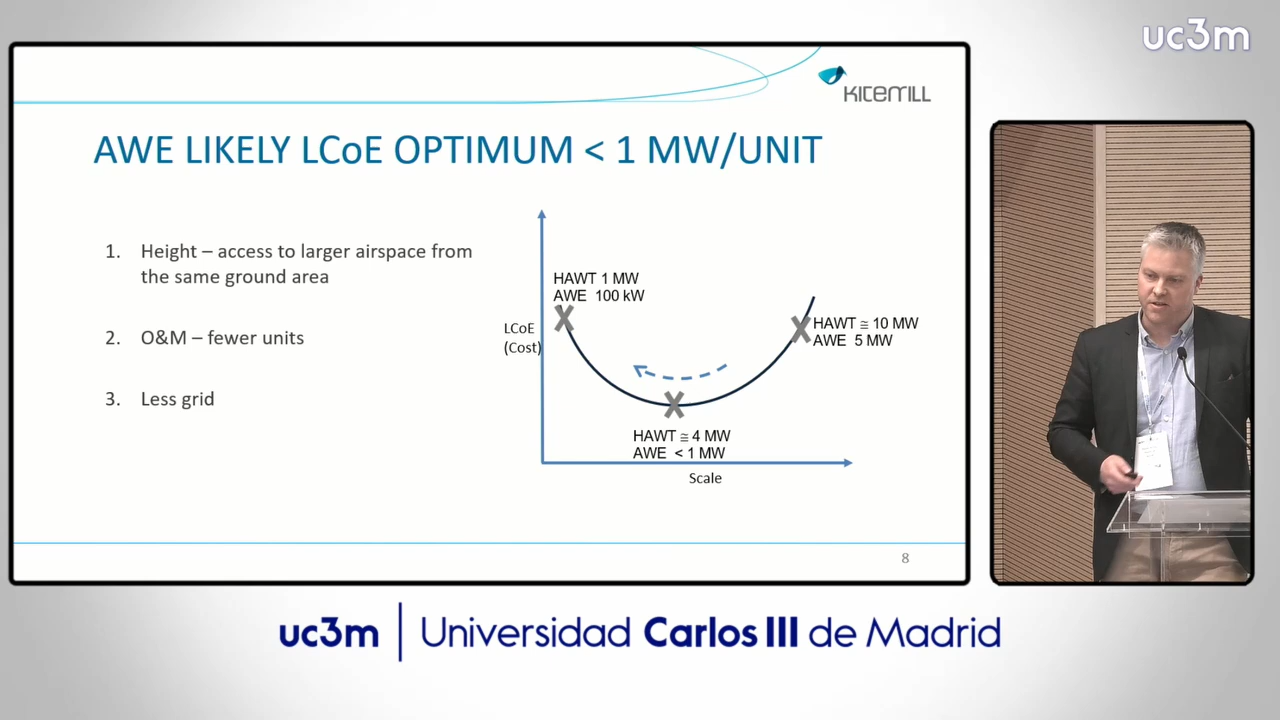 uc3m
KITEMILL
AWE LIKELY LCoE OPTIMUM < 1 MW/UNIT
1. Height – access to larger airspace from
the same ground area
2. O&M – fewer units
3. Less grid
HAWT 1 MW
AWE 100 kW
LCoE
(Cost)
HAWT ≅ 10 MW
AWE 5 MW
HAWT ≅ 4 MW
AWE < 1 MW
Scale
8
uc3m | Universidad Carlos III de Madrid